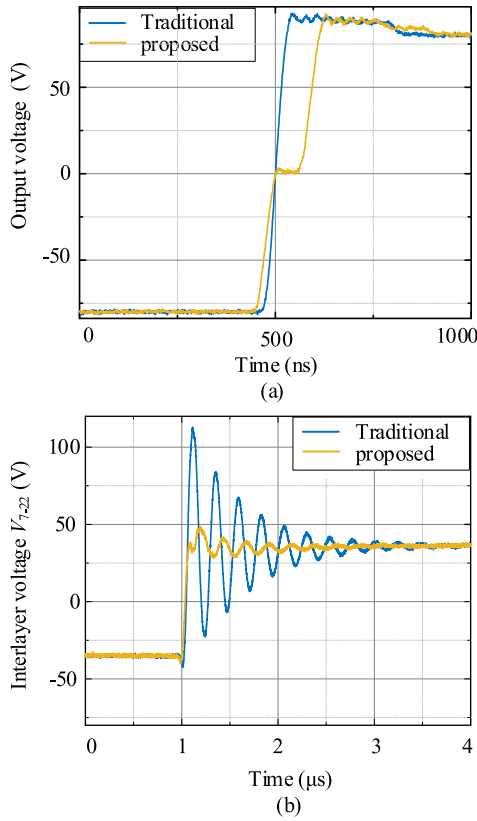 Traditional
proposed
Output voltage (V)
50
0
-50
0
500
1000
Time (ns)
(a)
Traditional
proposed
Interlayer voltage V7-22 (V)
100
50
0
-50
0
1
2
3
4
Time (μs)
(b)